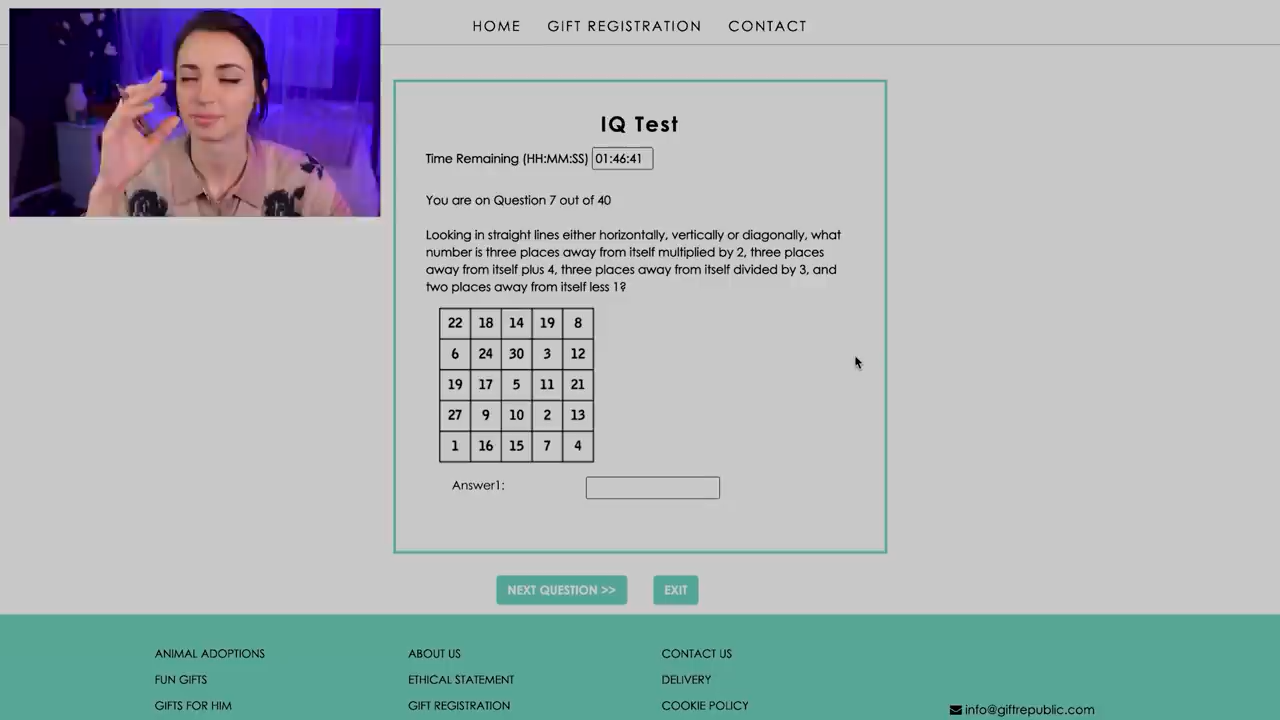 HOME GIFT REGISTRATION CONTACT
IQ Test
Time Remaining (HH:MM:SS) 01:46:41
You are on Question 7 out of 40
Looking in straight lines either horizontally, vertically or diagonally, what
number is three places away from itself multiplied by 2, three places
away from itself plus 4, three places away from itself divided by 3, and
two places away from itself less 1?
22 18 14 19 8
6 24 30 3 12
19 17 5 11 21
27 9 10 2 13
1 16 15 7 4
Answer1:
NEXT QUESTION >> EXIT
ANIMAL ADOPTIONS ABOUT US CONTACT US
FUN GIFTS ETHICAL STATEMENT DELIVERY
GIFTS FOR HIM GIFT REGISTRATION COOKIE POLICY info@giftrepublic.com